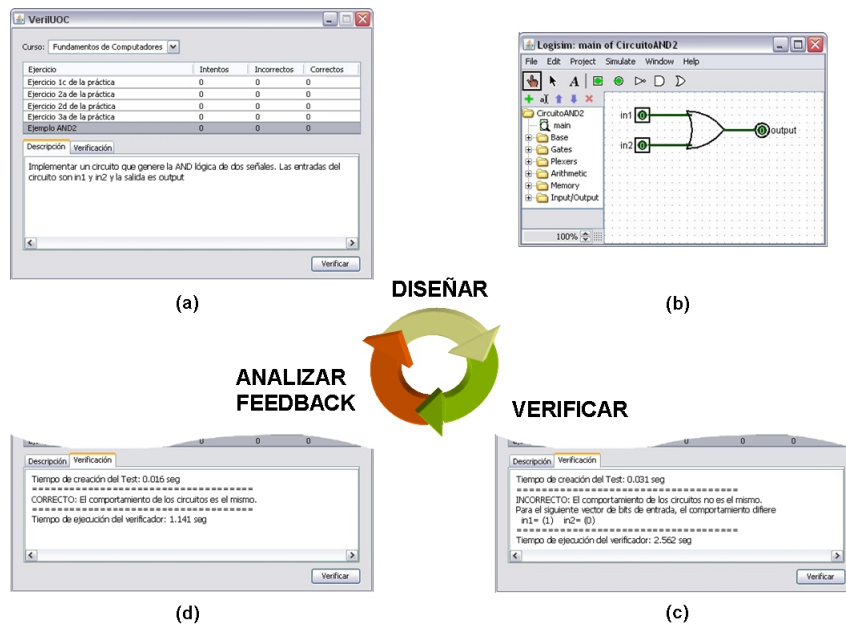 VerilUOC
Curso: Fundamentos de Computadores
Ejercicio Intentos Incorrectos Correctos
Ejercicio 1c de la práctica 0 0 0
Ejercicio 2a de la práctica 0 0 0
Ejercicio 2d de la práctica 0 0 0
Ejercicio 3a de la práctica 0 0 0
Ejemplo AND2 0 0 0
Descripción Verificación
Implementar un circuito que genere la AND lógica de dos señales. Las entradas del
circuito son in1 y in2 y la salida es output
Verificar
(a)
Logisim: main of CircuitoAND2
File Edit Project Simulate Window Help
A
aI
CircuitoAND2
main
Base
Gates
Plexers
Arithmetic
Memory
Input/Output
100%
in1 0
in2 0
0 output
(b)
DISEÑAR
ANALIZAR
FEEDBACK
VERIFICAR
0 0
Descripción Verificación
Tiempo de creación del Test: 0.016 seg
===================================
CORRECTO: El comportamiento de los circuitos es el mismo.
===================================
Tiempo de ejecución del verificador: 1.141 seg
Verificar
(d)
0 0
Descripción Verificación
Tiempo de creación del Test: 0.031 seg
===================================
INCORRECTO: El comportamiento de los circuitos no es el mismo.
Para el siguiente vector de bits de entrada, el comportamiento difiere
in1= (1) in2= (0)
===================================
Tiempo de ejecución del verificador: 2.562 seg
Verificar
(c)